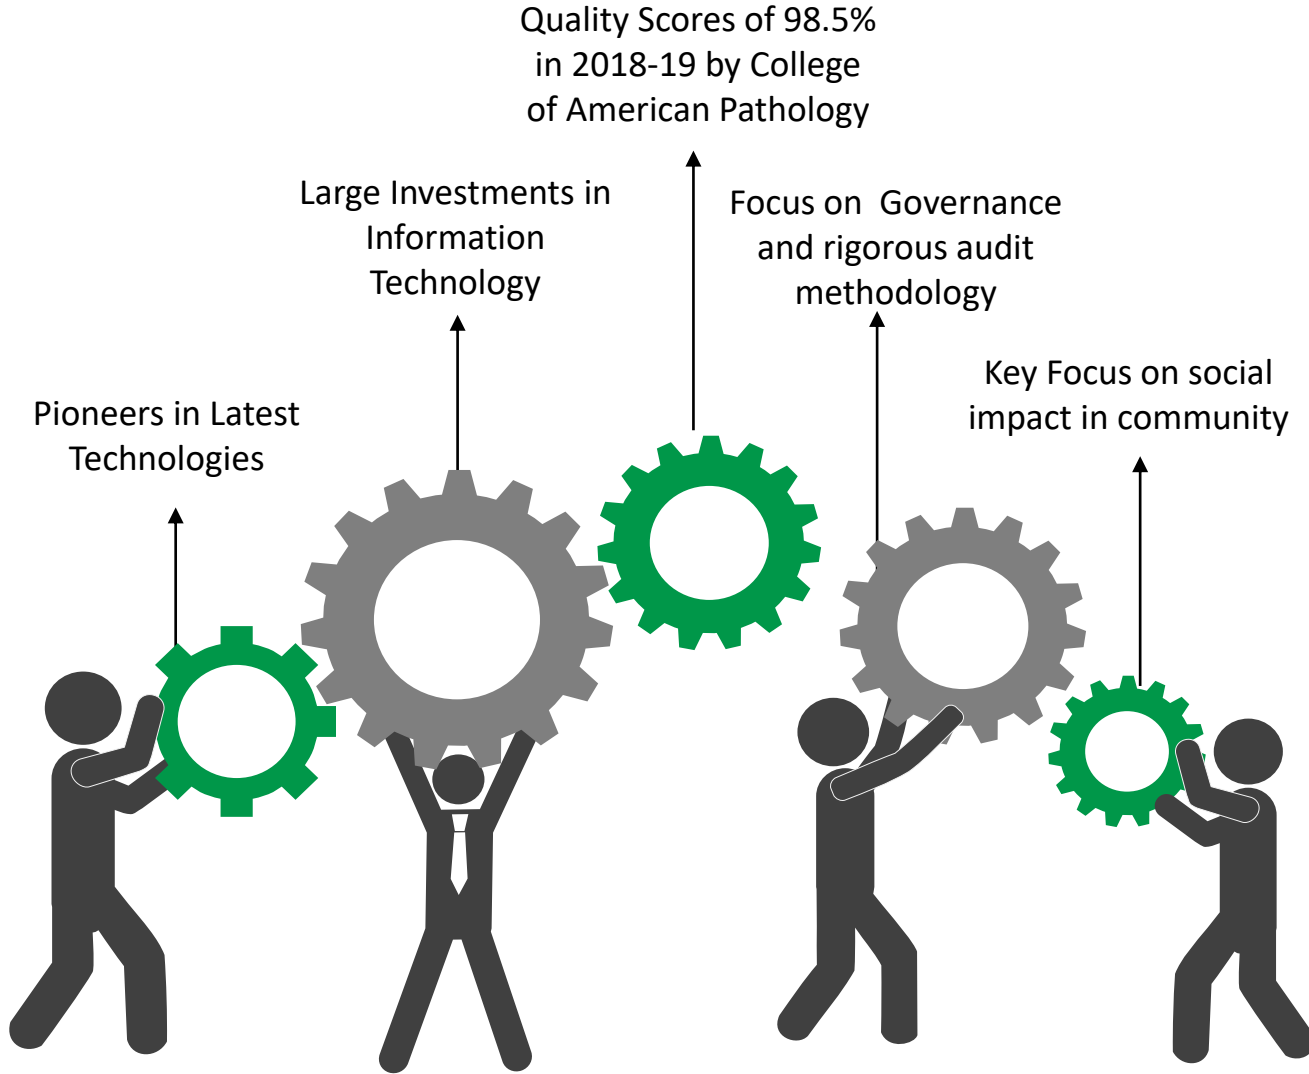 Quality Scores of 98.5%
in 2018-19 by College
of American Pathology
Large Investments in
Information
Technology
Focus on  Governance
and rigorous audit
methodology
Key Focus on social
impact in community
Pioneers in Latest
Technologies